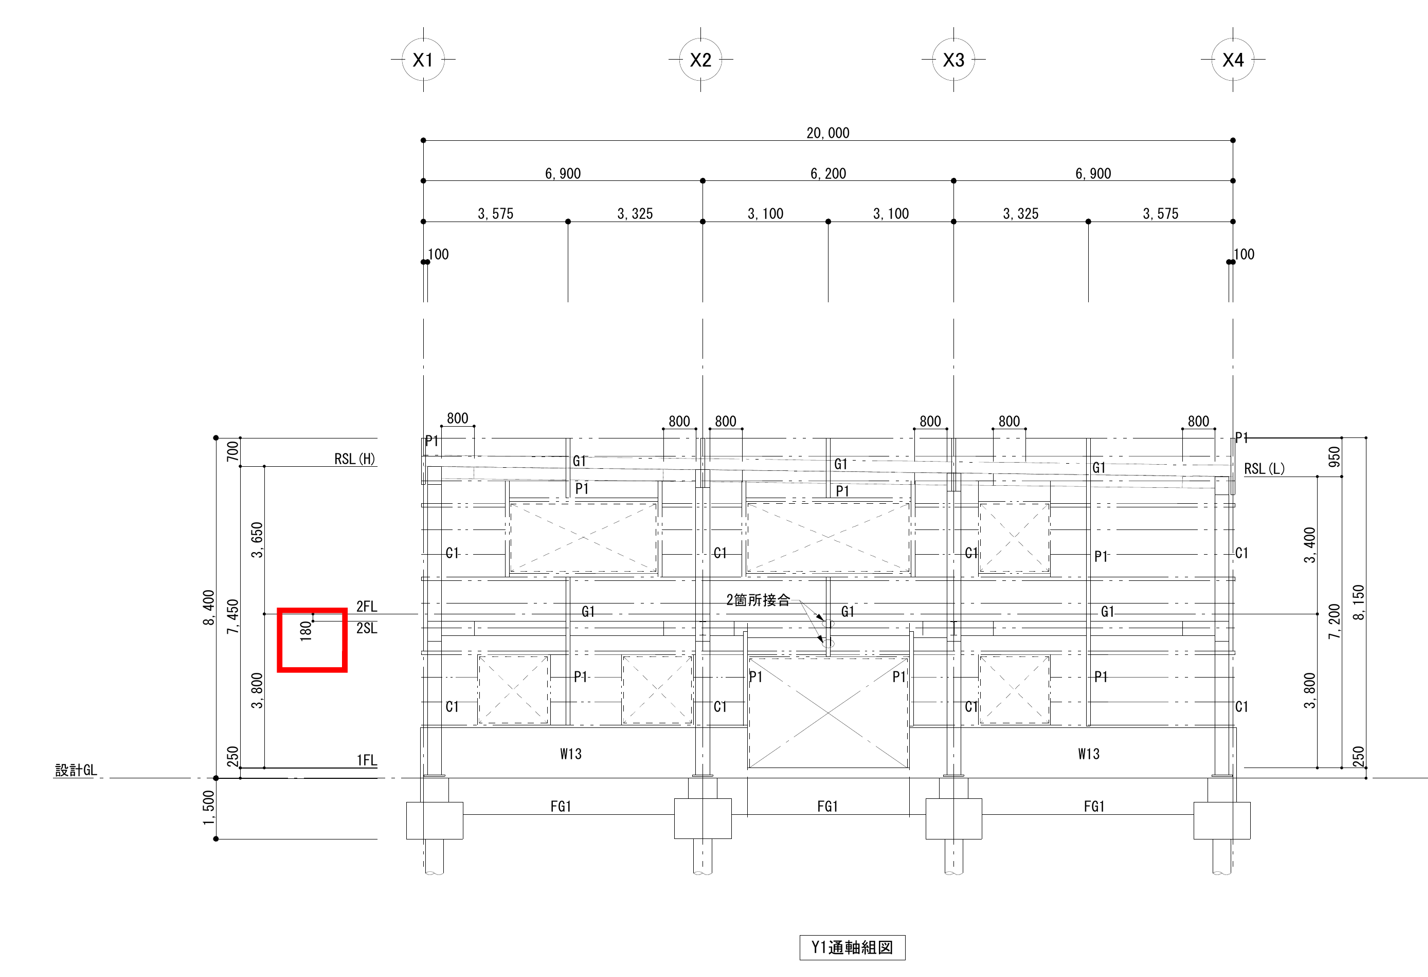 X1 X2 X3 X4
20,000
6,900 6,200 6,900
3,575 3,325 3,100 3,100 3,325 3,575
100 100
800 800 800 800 800 800
P1 P1
700 RSL(H) G1 G1 G1 RSL(L) 950
P1 P1
3,650 C1 C1 C1 P1 C1 3,400
8,400 7,450 2FL G1 2箇所接合 G1 G1 7,200 8,150
180 2SL
3,800 P1 P1 P1 P1 3,800
C1 C1 C1 C1
250 1FL W13 W13 250
設計GL
1,500 FG1 FG1 FG1
Y1通軸組図